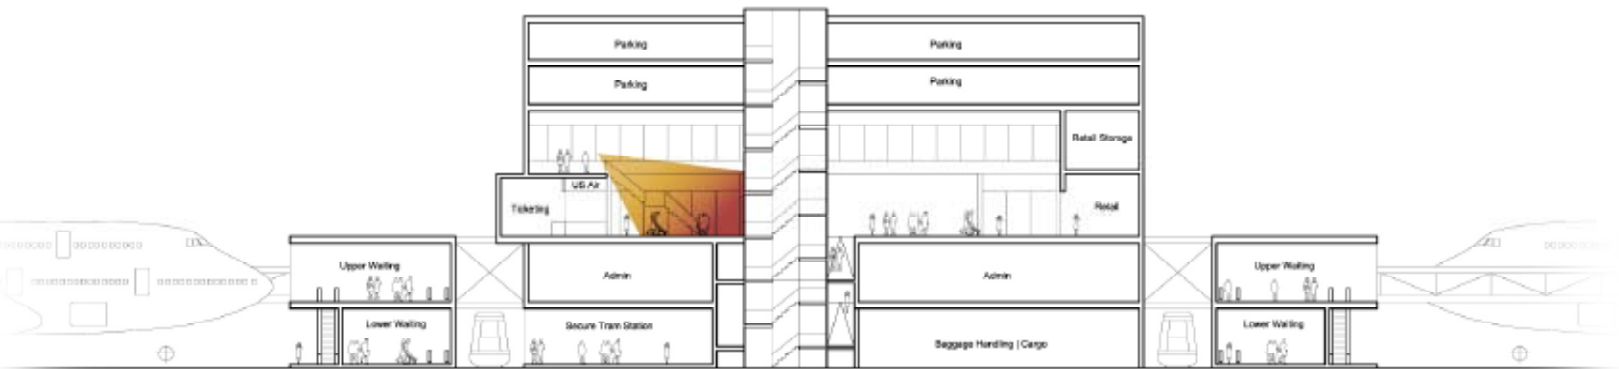 Parking
Parking
Parking
Parking
Retail Storage
US Air
Ticketing
Retail
Upper Waiting
Admin
Admin
Upper Waiting
Lower Waiting
Secure Tram Station
Lower Waiting
Baggage Handling | Cargo